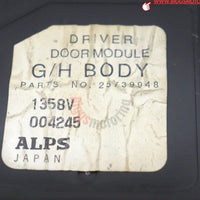 DRIVER
DOOR MODULE
G/H BODY
PARTS NO. 25739948
1358V
004245
ALPS
JAPAN